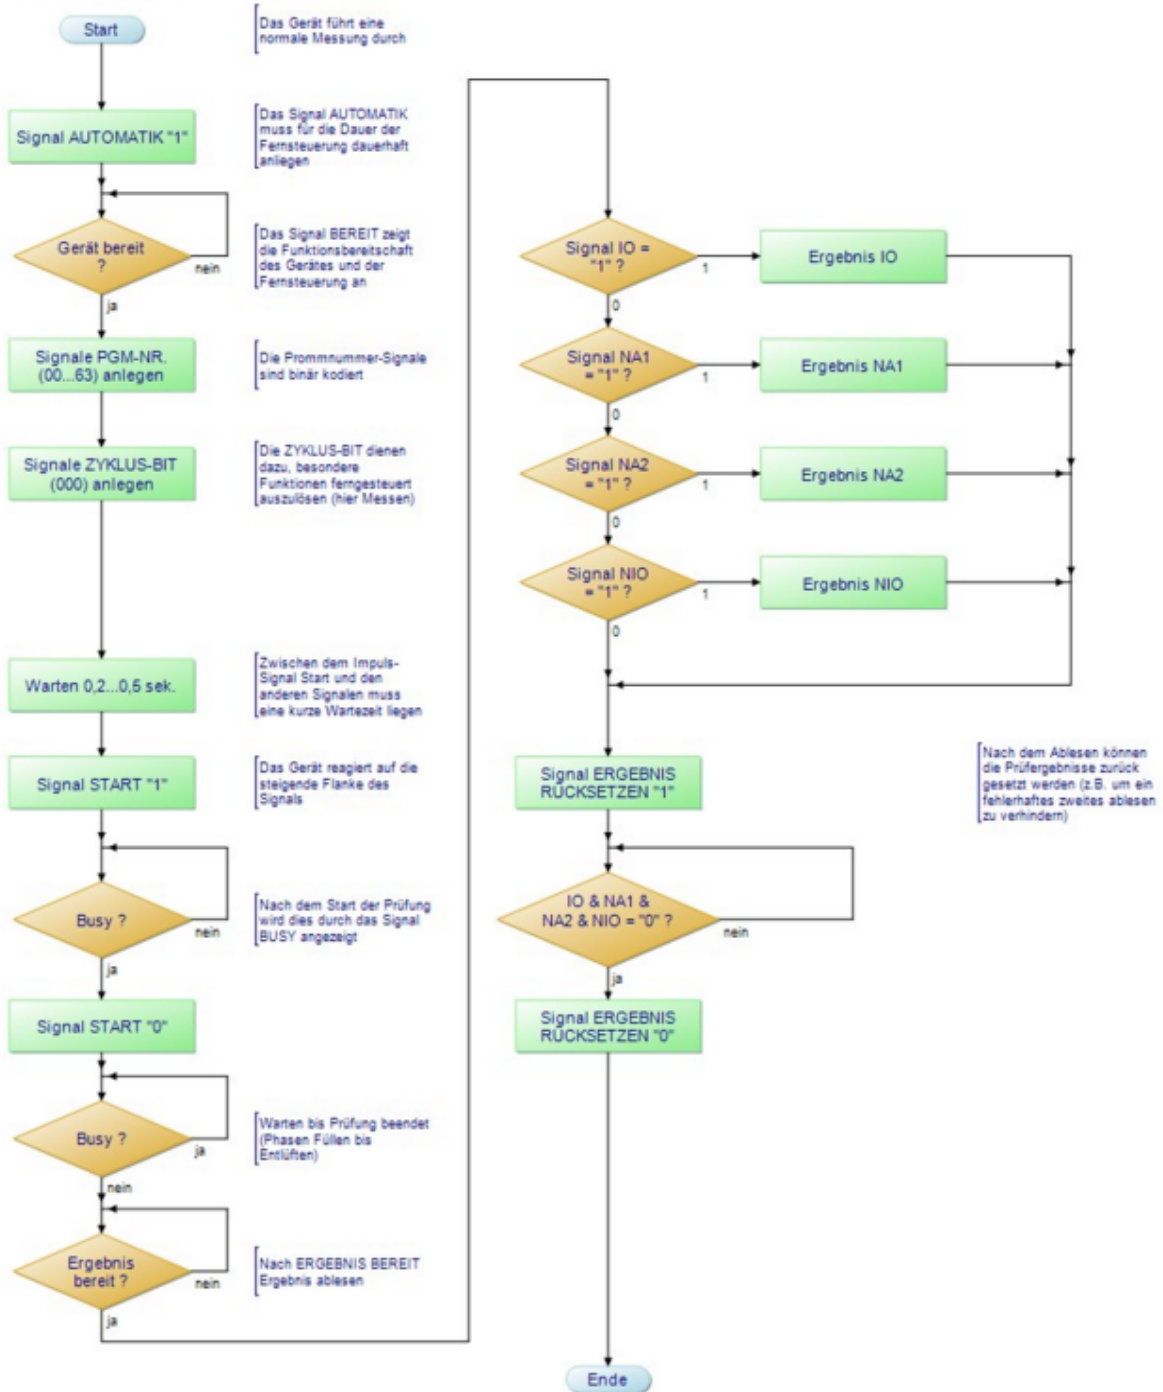 Start
Das Gerät führt eine
normale Messung durch
Signal AUTOMATIK "1"
Das Signal AUTOMATIK
muss für die Dauer der
Fernsteuerung dauerhaft
anliegen
Gerät bereit
?
nein
ja
Das Signal BEREIT zeigt
die Funktionsbereitschaft
des Gerätes und der
Fernsteuerung an
Signale PGM-NR.
(00...63) anlegen
Die Prommnummer-Signale
sind binär kodiert
Signale ZYKLUS-BIT
(000) anlegen
Die ZYKLUS-BIT dienen
dazu, besondere
Funktionen ferngesteuert
auszulösen (hier Messen)
Warten 0,2...0,5 sek.
Zwischen dem Impuls-
Signal Start und den
anderen Signalen muss
eine kurze Wartezeit liegen
Signal START "1"
Das Gerät reagiert auf die
steigende Flanke des
Signals
Busy ?
nein
ja
Nach dem Start der Prüfung
wird dies durch das Signal
BUSY angezeigt
Signal START "0"
Busy ?
ja
nein
Warten bis Prüfung beendet
(Phasen Füllen bis
Entlüften)
Ergebnis
bereit ?
nein
ja
Nach ERGEBNIS BEREIT
Ergebnis ablesen
Signal IO =
"1" ?
1
0
Ergebnis IO
Signal NA1
= "1" ?
1
0
Ergebnis NA1
Signal NA2
= "1" ?
1
0
Ergebnis NA2
Signal NIO
= "1" ?
1
0
Ergebnis NIO
Signal ERGEBNIS
RÜCKSETZEN "1"
Nach dem Ablesen können
die Prüfergebnisse zurück
gesetzt werden (z.B. um ein
fehlerhaftes zweites ablesen
zu verhindern)
IO & NA1 &
NA2 & NIO = "0" ?
nein
ja
Signal ERGEBNIS
RÜCKSETZEN "0"
Ende